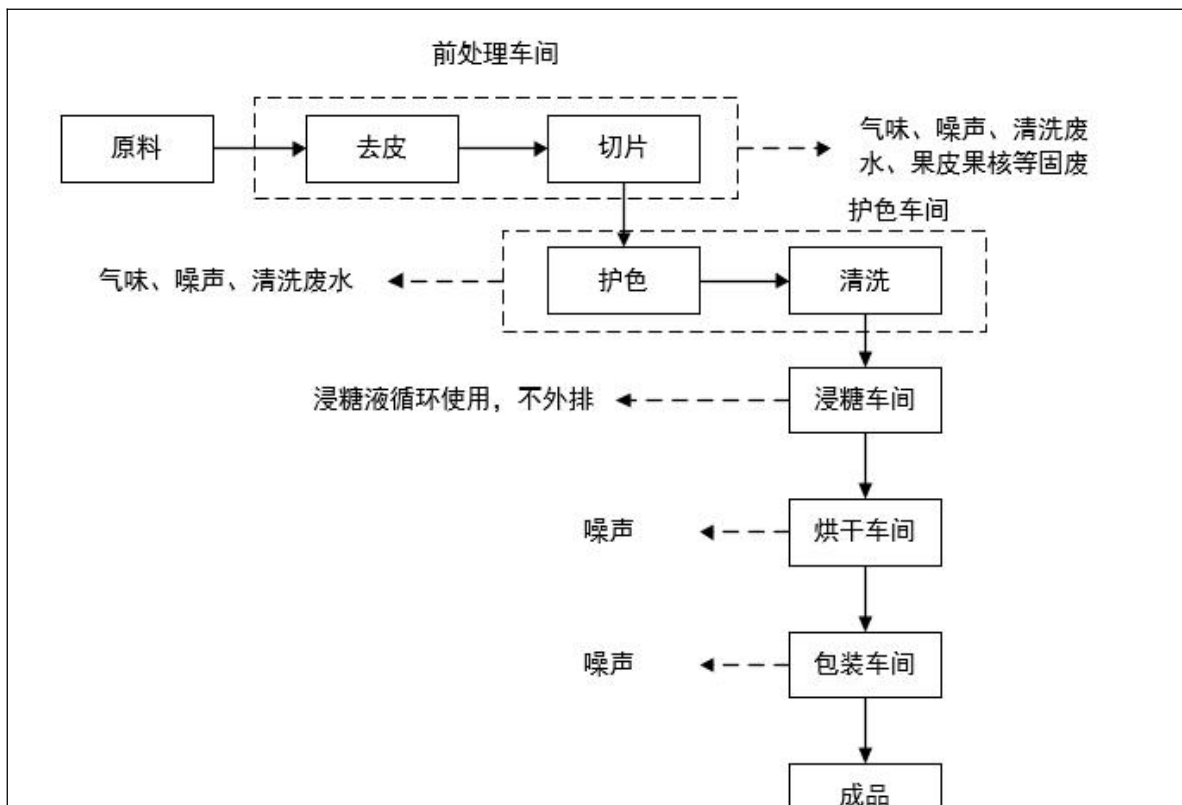 前处理车间
原料
去皮
切片
气味、噪声、清洗废
水、果皮果核等固废
护色车间
气味、噪声、清洗废水
护色
清洗
浸糖液循环使用，不外排
浸糖车间
噪声
烘干车间
噪声
包装车间
成品